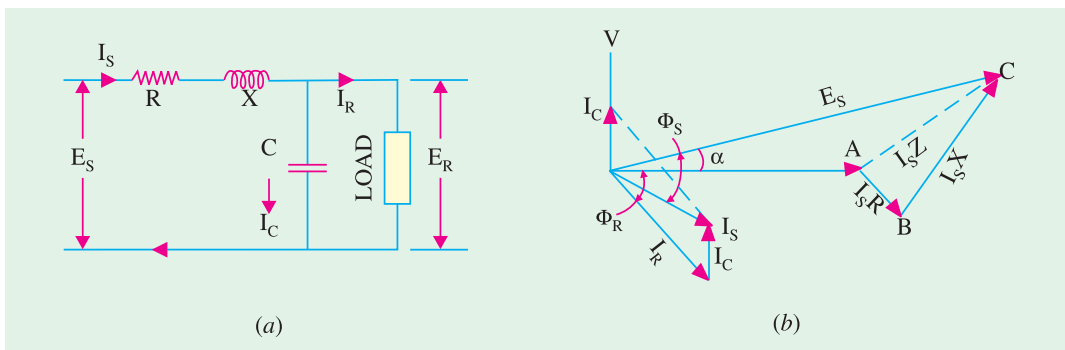 I_S
R
X
I_R
E_S
C
I_C
LOAD
E_R
(a)
V
I_C
Φ_S
E_S
C
α
A
I_SZ
I_SX
I_SR
B
Φ_R
I_R
I_S
I_C
(b)